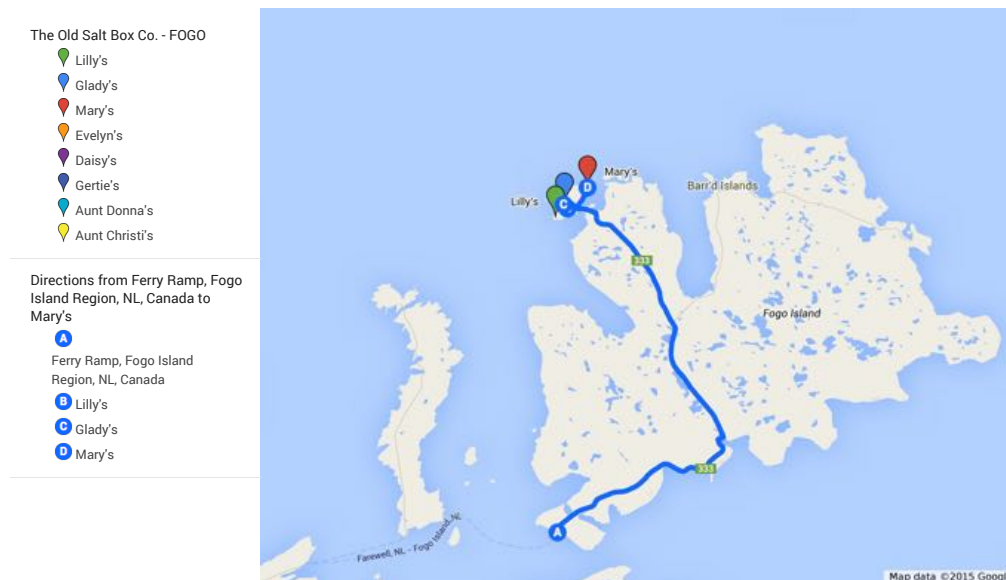 The Old Salt Box Co. - FOGO
Lilly's
Glady's
Mary's
Evelyn's
Daisy's
Gertie's
Aunt Donna's
Aunt Christi's
Directions from Ferry Ramp, Fogo
Island Region, NL, Canada to
Mary's
A
Ferry Ramp, Fogo Island
Region, NL, Canada
B Lilly's
C Glady's
D Mary's
Mary's
D
Lilly's
C
Barr'd Islands
333
Fogo Island
333
A
Farewell, NL - Fogo Island, NL
Map data ©2015 Google